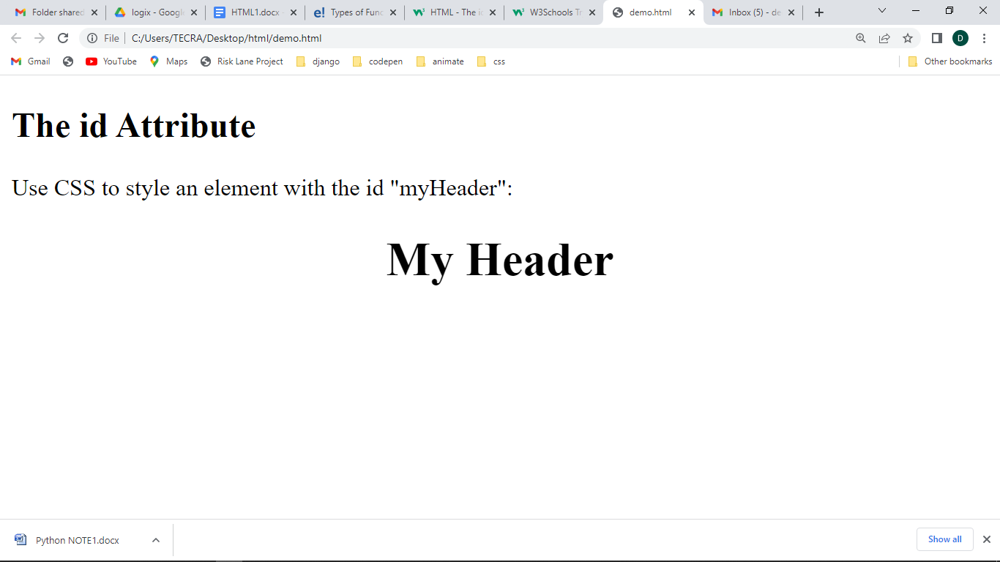 Folder shared
logix - Googl
HTML1.docx -
Types of Func
HTML - The id
W3Schools Tr
demo.html
Inbox (5) - de
File
C:/Users/TECRA/Desktop/html/demo.html
D
Gmail
YouTube
Maps
Risk Lane Project
django
codepen
animate
css
Other bookmarks
The id Attribute
Use CSS to style an element with the id "myHeader":
My Header
Python NOTE1.docx
Show all